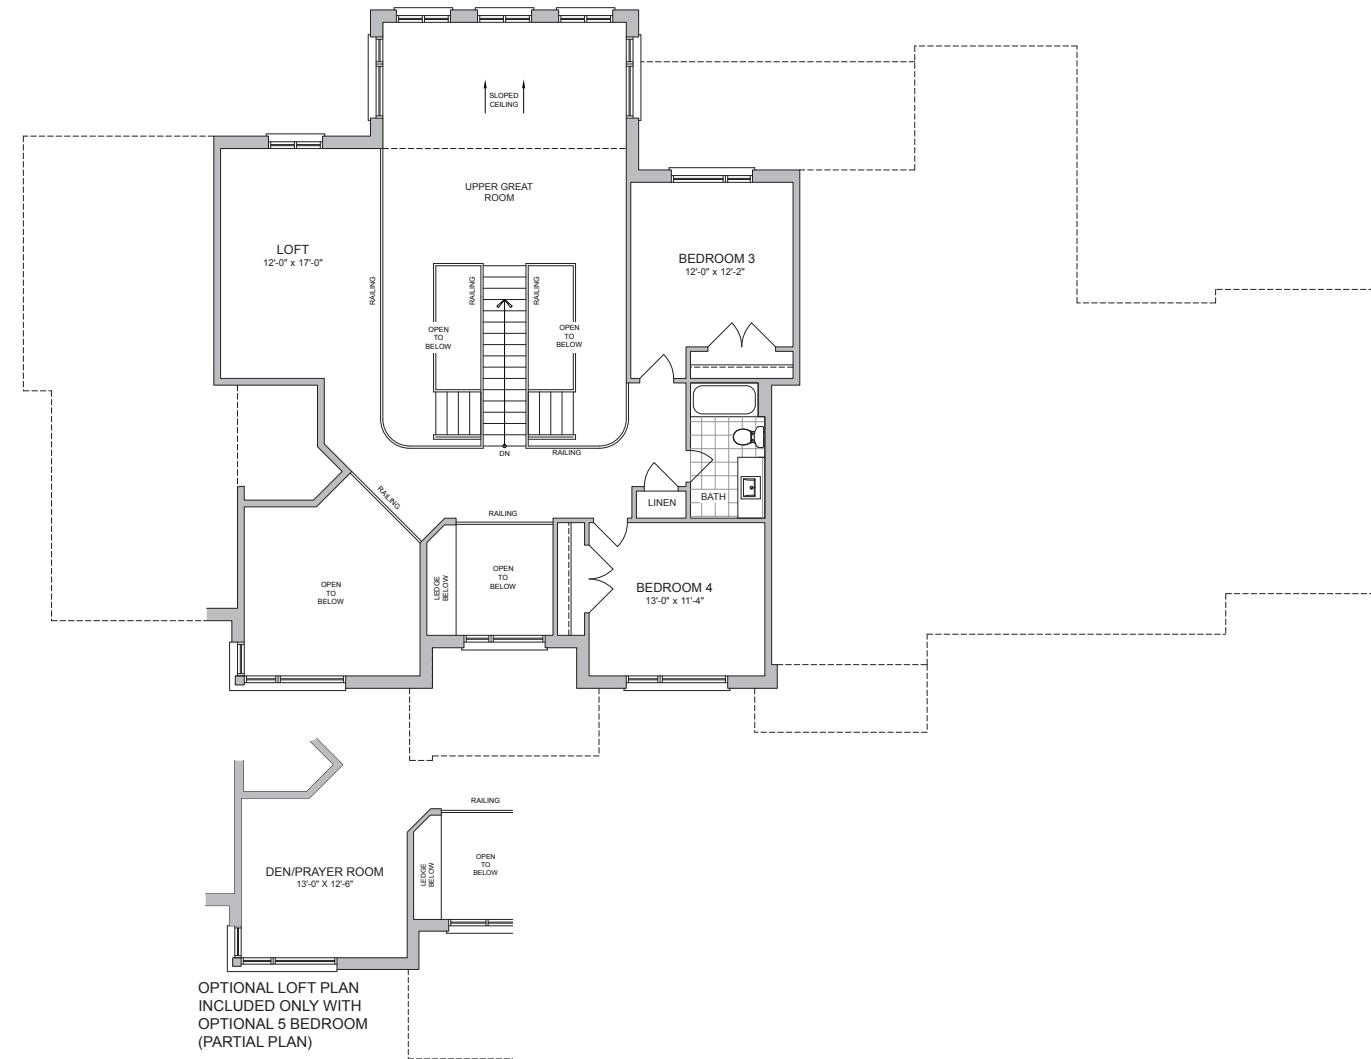 SLOPED
CEILING
UPPER GREAT
ROOM
LOFT
12'-0" x 17'-0"
BEDROOM 3
12'-0" x 12'-2"
RAILING
RAILING
RAILING
OPEN
TO
BELOW
OPEN
TO
BELOW
DN
RAILING
RAILING
LINEN
BATH
RAILING
OPEN
TO
BELOW
LEDGE
BELOW
OPEN
TO
BELOW
BEDROOM 4
13'-0" x 11'-4"
RAILING
DEN/PRAYER ROOM
13'-0" X 12'-6"
LEDGE
BELOW
OPEN
TO
BELOW
OPTIONAL LOFT PLAN
INCLUDED ONLY WITH
OPTIONAL 5 BEDROOM
(PARTIAL PLAN)